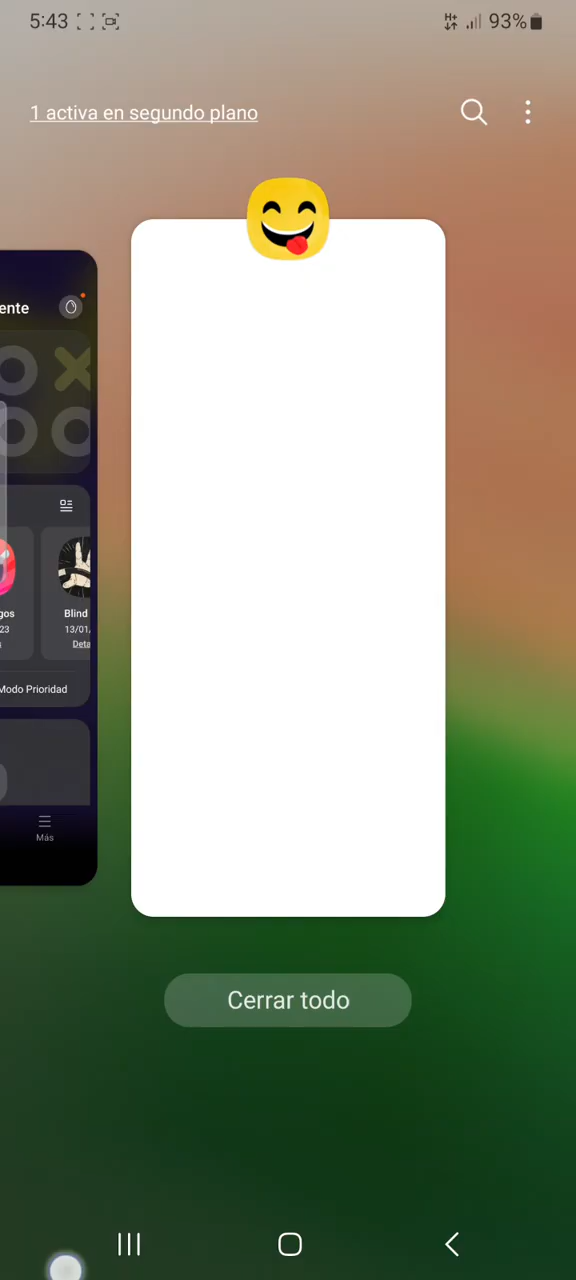 5:43
H+
93%
1 activa en segundo plano
ente
gos
Blind
23
13/01/
s
Deta
Modo Prioridad
Más
Cerrar todo